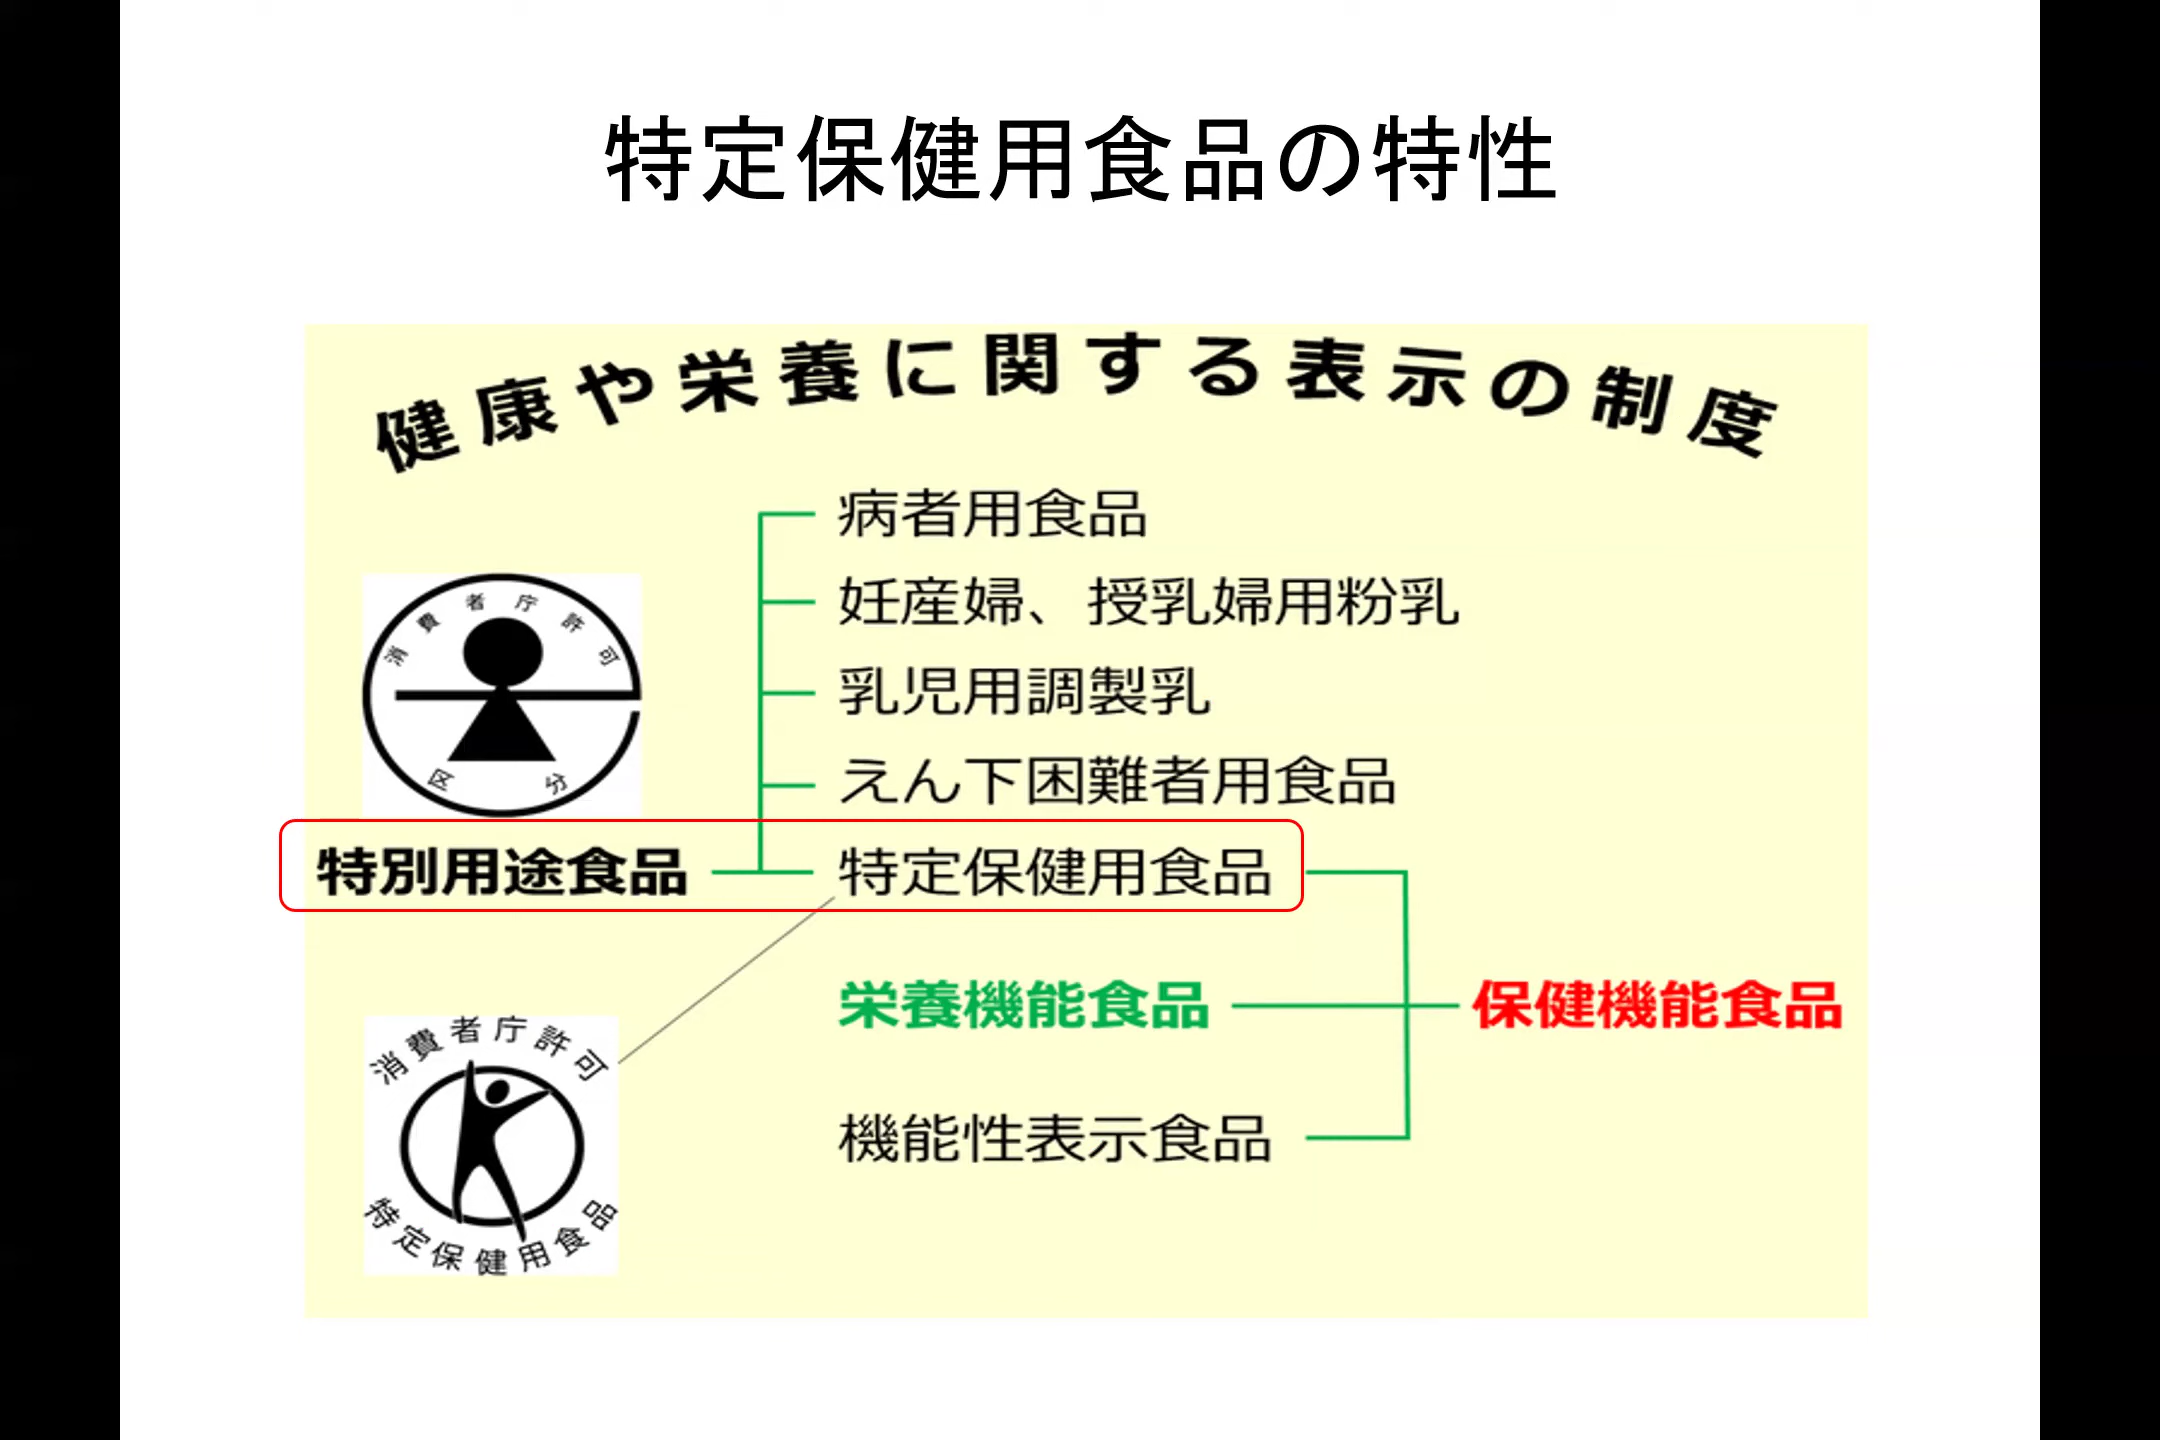 特定保健用食品の特性
健康や栄養に関する表示の制度
病者用食品
妊産婦、授乳婦用粉乳
乳児用調製乳
えん下困難者用食品
消費者庁許可
区分
特別用途食品
特定保健用食品
栄養機能食品
保健機能食品
機能性表示食品
消費者庁許可
特定保健用食品